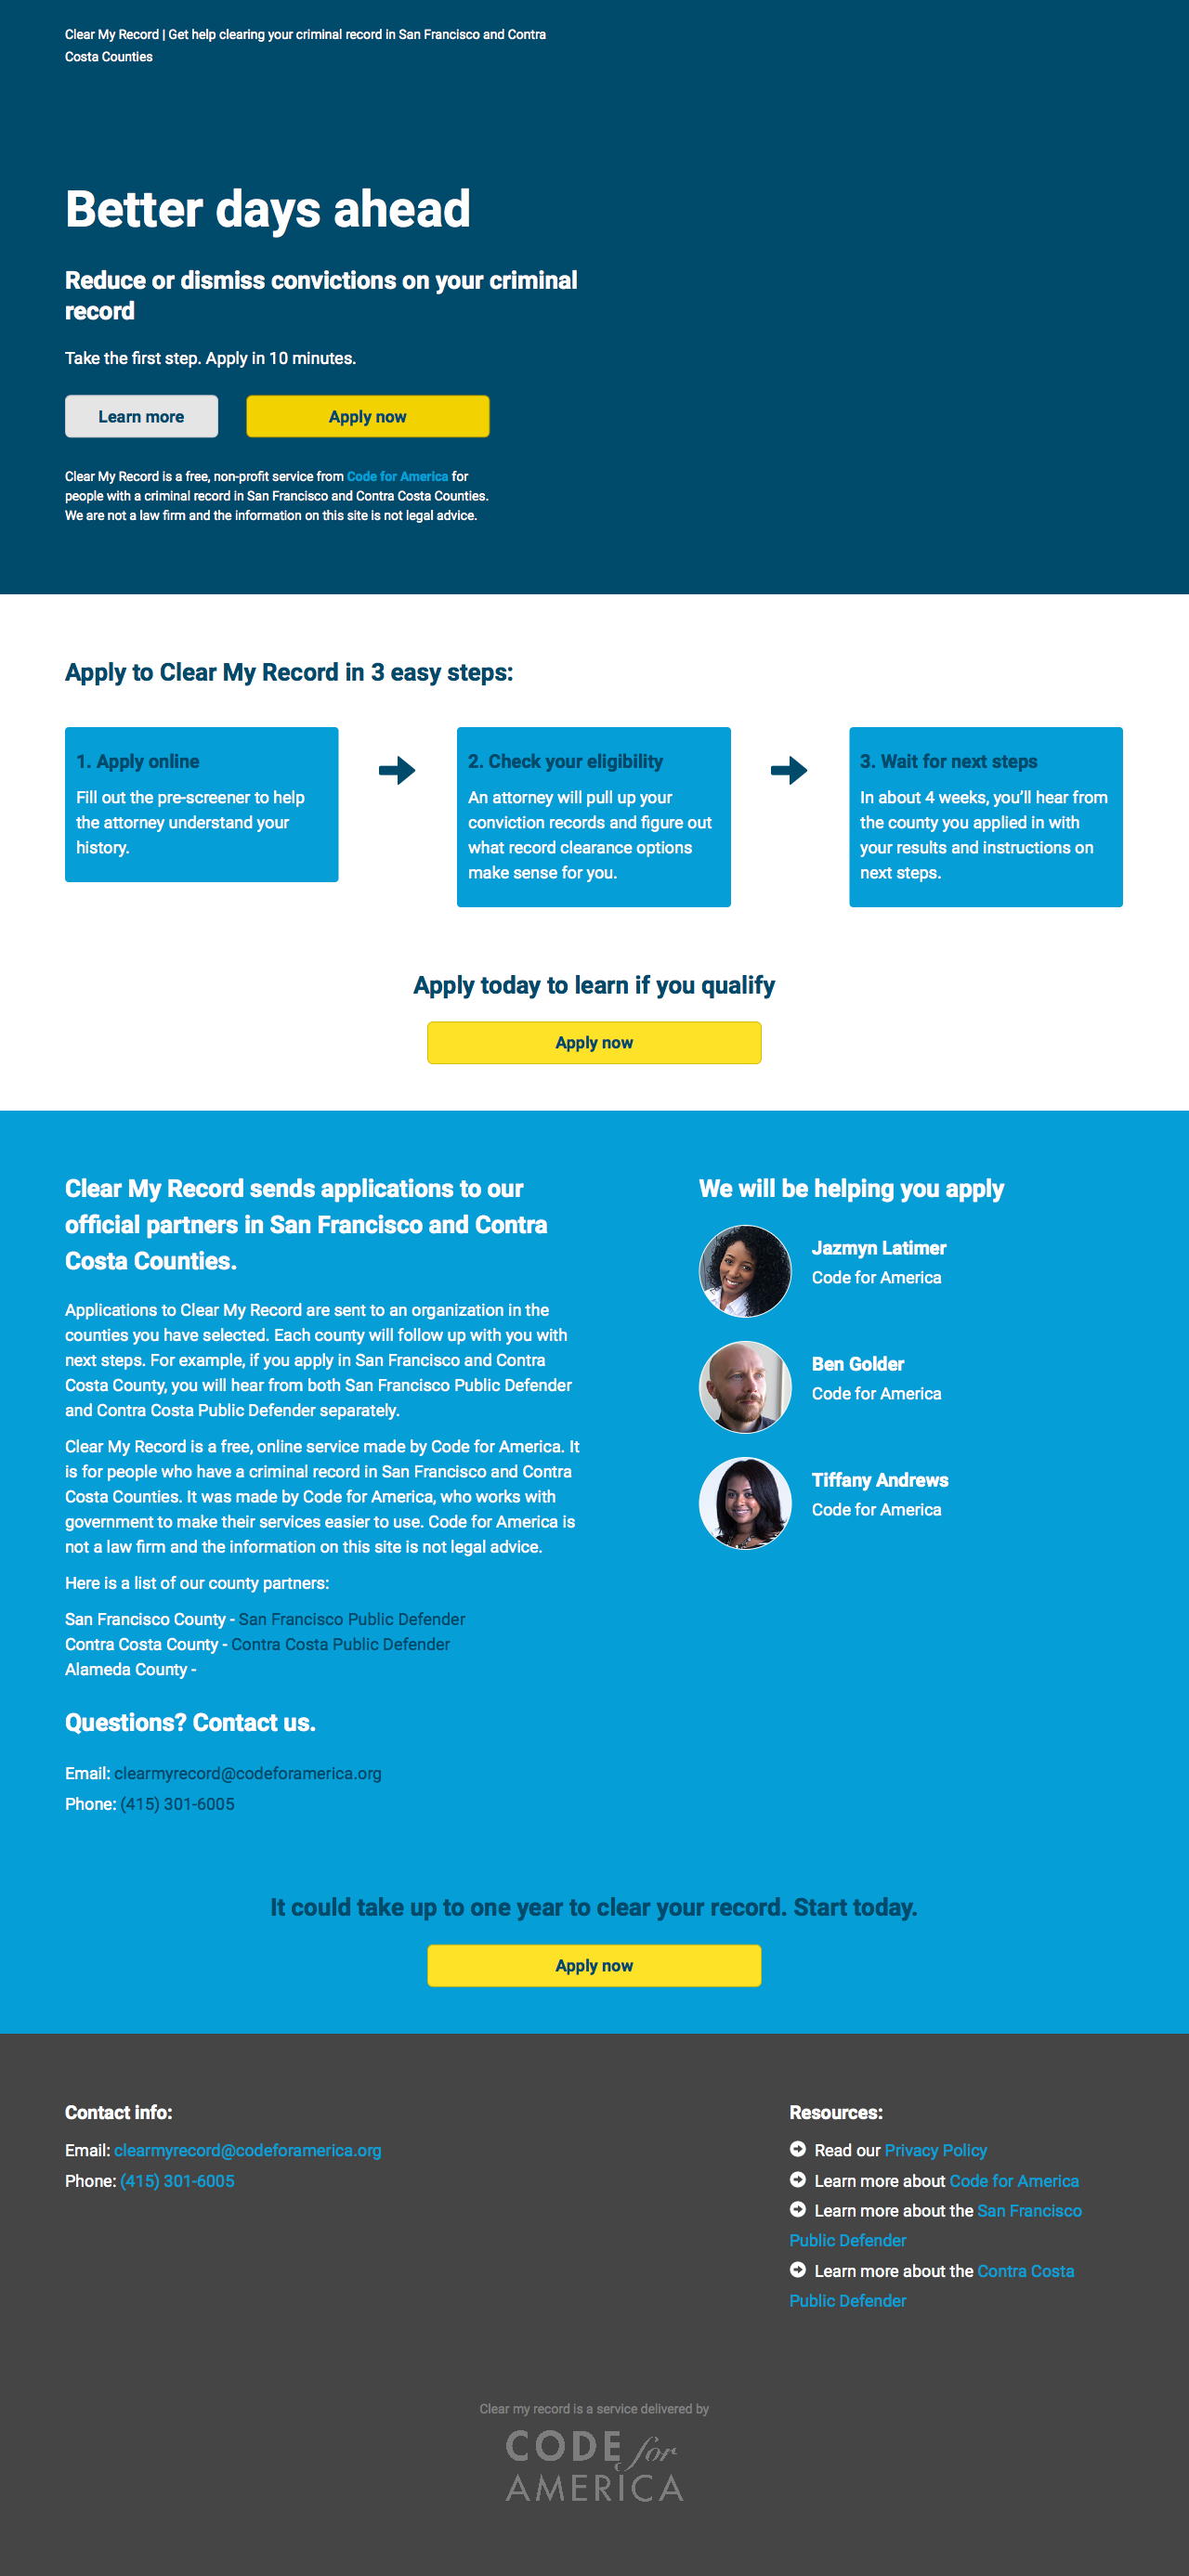 Clear My Record | Get help clearing your criminal record in San Francisco and Contra
Costa Counties
Better days ahead
Reduce or dismiss convictions on your criminal
record
Take the first step. Apply in 10 minutes.
Learn more
Apply now
Clear My Record is a free, non-profit service from Code for America for
people with a criminal record in San Francisco and Contra Costa Counties.
We are not a law firm and the information on this site is not legal advice.
Apply to Clear My Record in 3 easy steps:
1. Apply online
Fill out the pre-screener to help
the attorney understand your
history.
2. Check your eligibility
An attorney will pull up your
conviction records and figure out
what record clearance options
make sense for you.
3. Wait for next steps
In about 4 weeks, you’ll hear from
the county you applied in with
your results and instructions on
next steps.
Apply today to learn if you qualify
Apply now
Clear My Record sends applications to our
official partners in San Francisco and Contra
Costa Counties.
Applications to Clear My Record are sent to an organization in the
counties you have selected. Each county will follow up with you with
next steps. For example, if you apply in San Francisco and Contra
Costa County, you will hear from both San Francisco Public Defender
and Contra Costa Public Defender separately.
Clear My Record is a free, online service made by Code for America. It
is for people who have a criminal record in San Francisco and Contra
Costa Counties. It was made by Code for America, who works with
government to make their services easier to use. Code for America is
not a law firm and the information on this site is not legal advice.
Here is a list of our county partners:
San Francisco County - San Francisco Public Defender
Contra Costa County - Contra Costa Public Defender
Alameda County -
Questions? Contact us.
Email: clearmyrecord@codeforamerica.org
Phone: (415) 301-6005
We will be helping you apply
Jazmyn Latimer
Code for America
Ben Golder
Code for America
Tiffany Andrews
Code for America
It could take up to one year to clear your record. Start today.
Apply now
Contact info:
Email: clearmyrecord@codeforamerica.org
Phone: (415) 301-6005
Resources:
Read our Privacy Policy
Learn more about Code for America
Learn more about the San Francisco
Public Defender
Learn more about the Contra Costa
Public Defender
Clear my record is a service delivered by
CODE for
AMERICA